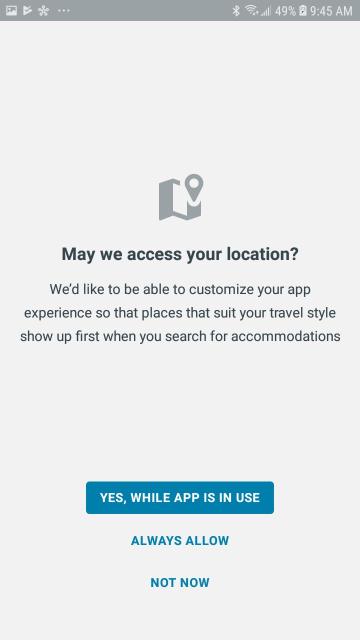 49% 9:45 AM
May we access your location?
We'd like to be able to customize your app
experience so that places that suit your travel style
show up first when you search for accommodations
YES, WHILE APP IS IN USE
ALWAYS ALLOW
NOT NOW